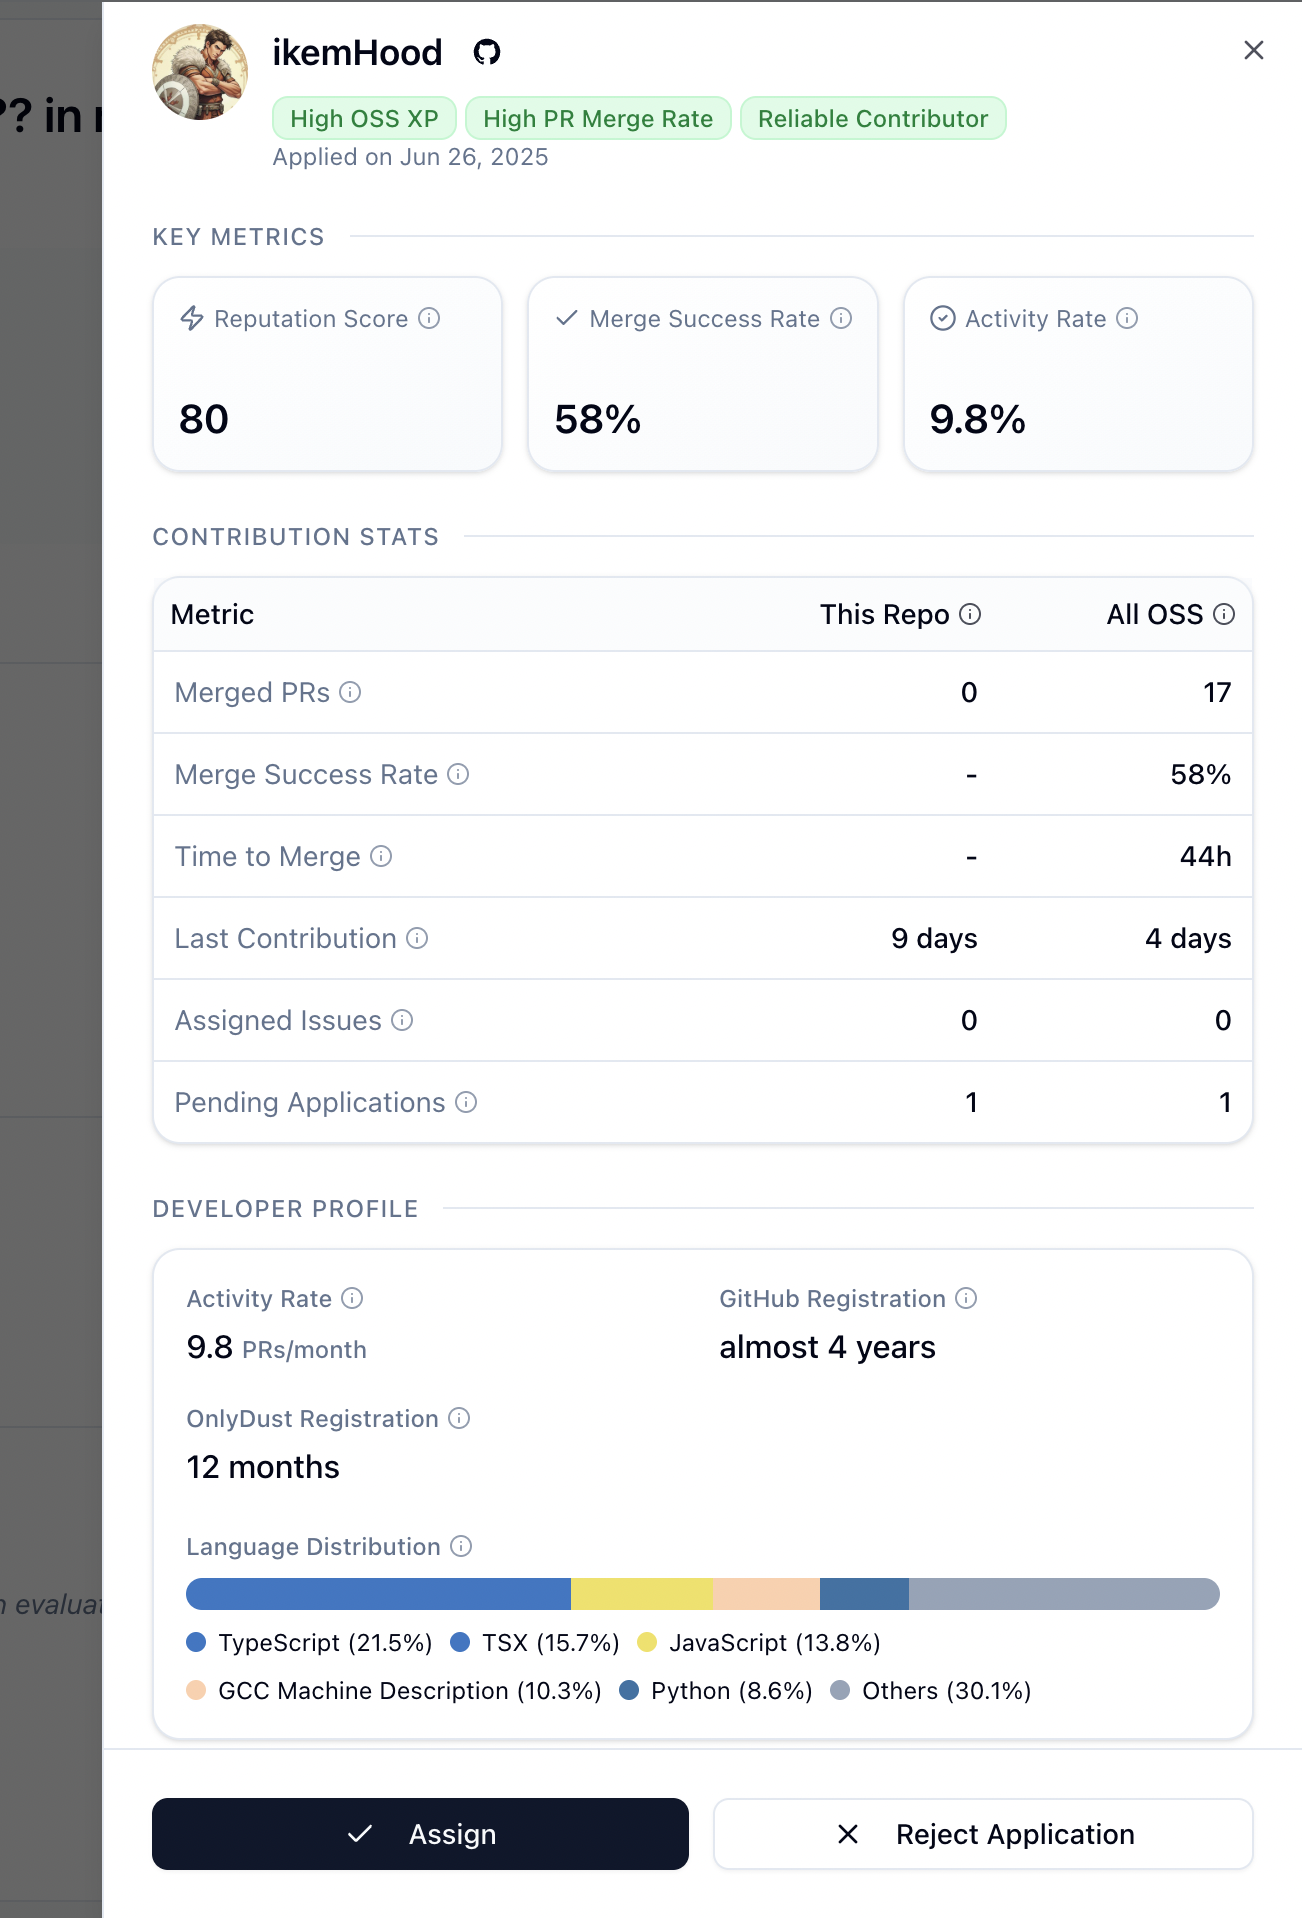 ikemHood
High OSS XP High PR Merge Rate Reliable Contributor
Applied on Jun 26, 2025
?? in
KEY METRICS
Reputation Score Merge Success Rate Activity Rate
80 58% 9.8%
CONTRIBUTION STATS
Metric This Repo All OSS
Merged PRs 0 17
Merge Success Rate - 58%
Time to Merge - 44h
Last Contribution 9 days 4 days
Assigned Issues 0 0
Pending Applications 1 1
DEVELOPER PROFILE
Activity Rate GitHub Registration
9.8 PRs/month almost 4 years
OnlyDust Registration
12 months
Language Distribution
TypeScript (21.5%) TSX (15.7%) JavaScript (13.8%)
GCC Machine Description (10.3%) Python (8.6%) Others (30.1%)
Assign Reject Application